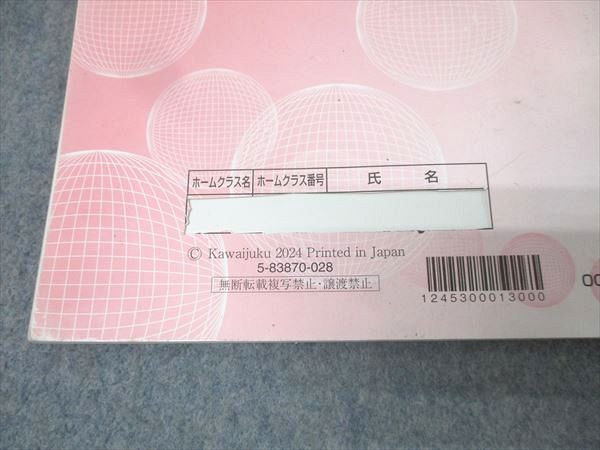 ホームクラス名 ホームクラス番号 氏 名
© Kawaijuku 2024 Printed in Japan
5-83870-028
無断転載複写禁止・譲渡禁止
1245300013000